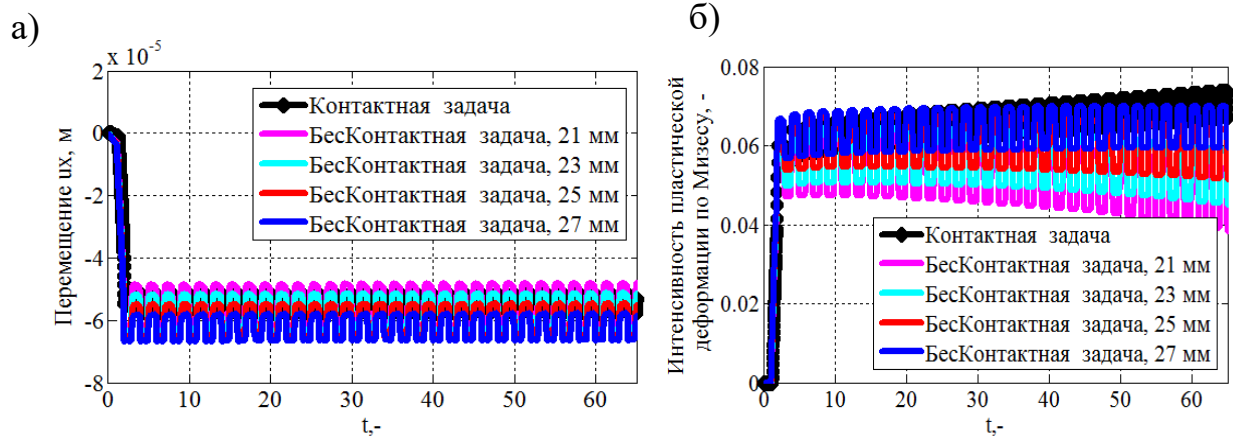 а)
x 10⁻⁵
2
0
-2
-4
-6
-8
Перемещение их, м
Контактная задача
БесКонтактная задача, 21 мм
БесКонтактная задача, 23 мм
БесКонтактная задача, 25 мм
БесКонтактная задача, 27 мм
0 10 20 30 40 50 60
t,-
б)
0.08
0.06
0.04
0.02
0
Интенсивность пластической
деформации по Мизесу, -
Контактная задача
БесКонтактная задача, 21 мм
БесКонтактная задача, 23 мм
БесКонтактная задача, 25 мм
БесКонтактная задача, 27 мм
0 10 20 30 40 50 60
t,-